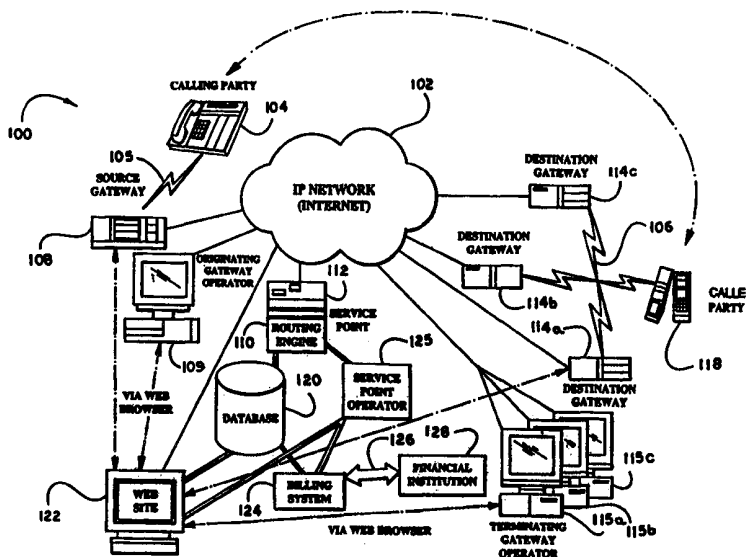 CALLING PARTY
104
100
105
SOURCE
GATEWAY
108
102
IP NETWORK
(INTERNET)
DESTINATION
GATEWAY
114c
106
DESTINATION
GATEWAY
114b
CALLE
PARTY
118
114a
DESTINATION
GATEWAY
ORIGINATING
GATEWAY
OPERATOR
109
112
SERVICE
POINT
110
ROUTING
ENGINE
125
SERVICE
POINT
OPERATOR
120
DATABASE
VIA WEB
BROWSER
122
WEB
SITE
124
BILLING
SYSTEM
126
128
FINANCIAL
INSTITUTION
VIA WEB BROWSER
115c
115b
115a
TERMINATING
GATEWAY
OPERATOR